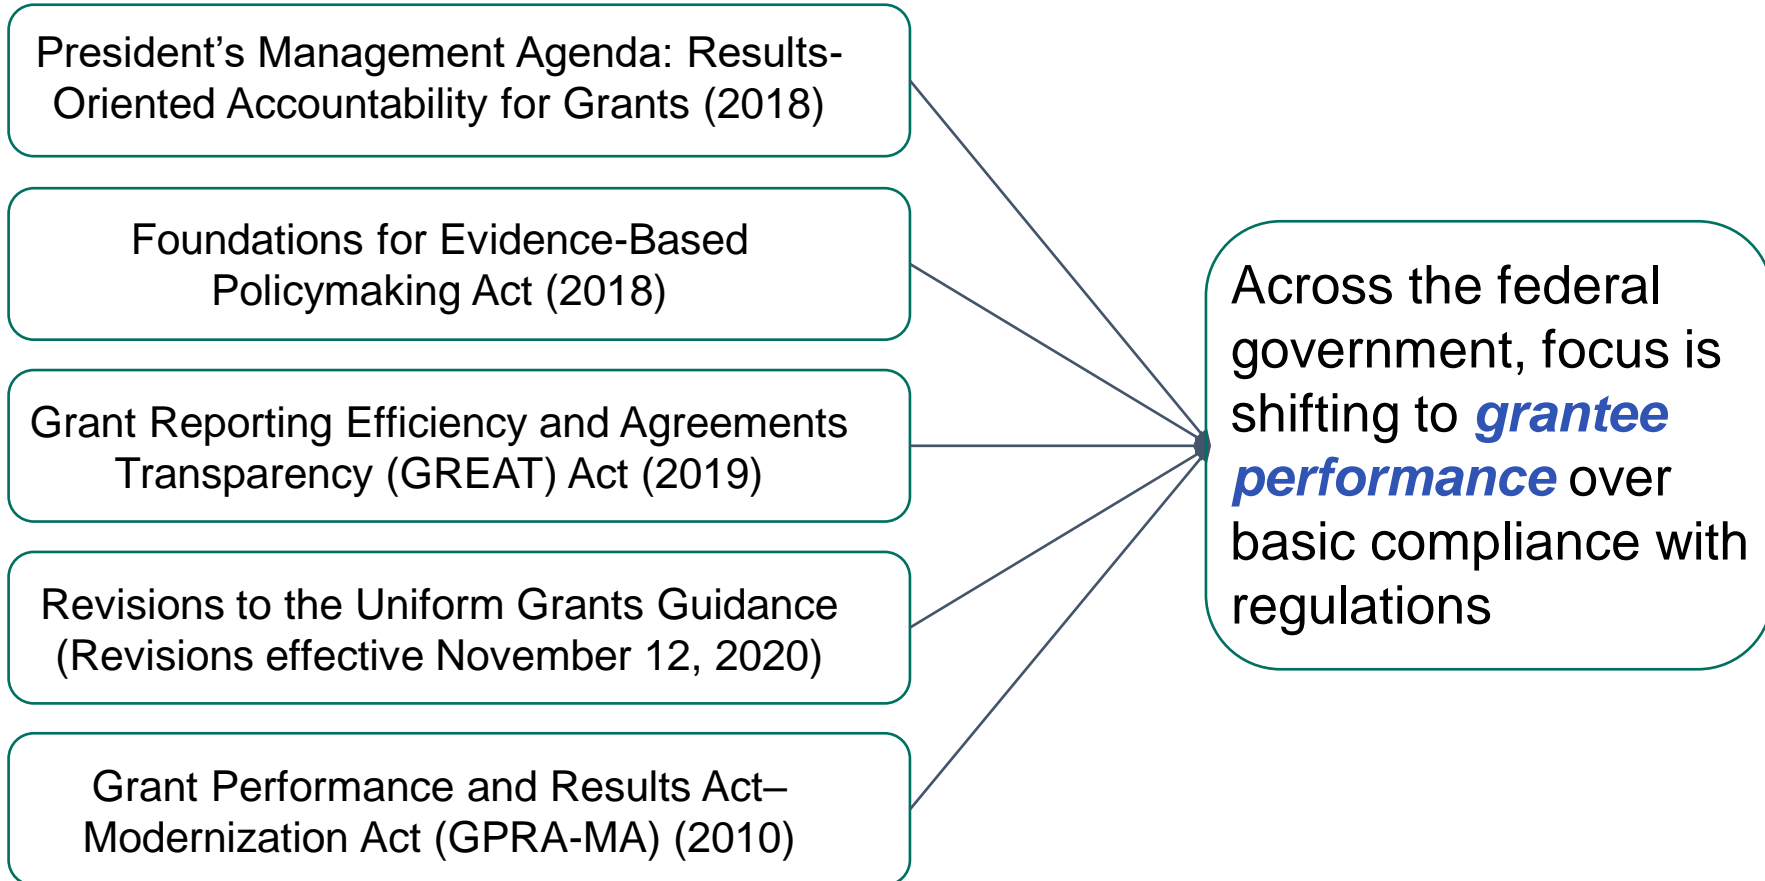 President’s Management Agenda: Results-
Oriented Accountability for Grants (2018)
Foundations for Evidence-Based
Policymaking Act (2018)
Grant Reporting Efficiency and Agreements
Transparency (GREAT) Act (2019)
Revisions to the Uniform Grants Guidance
(Revisions effective November 12, 2020)
Grant Performance and Results Act–
Modernization Act (GPRA-MA) (2010)
Across the federal
government, focus is
shifting to grantee
performance over
basic compliance with
regulations